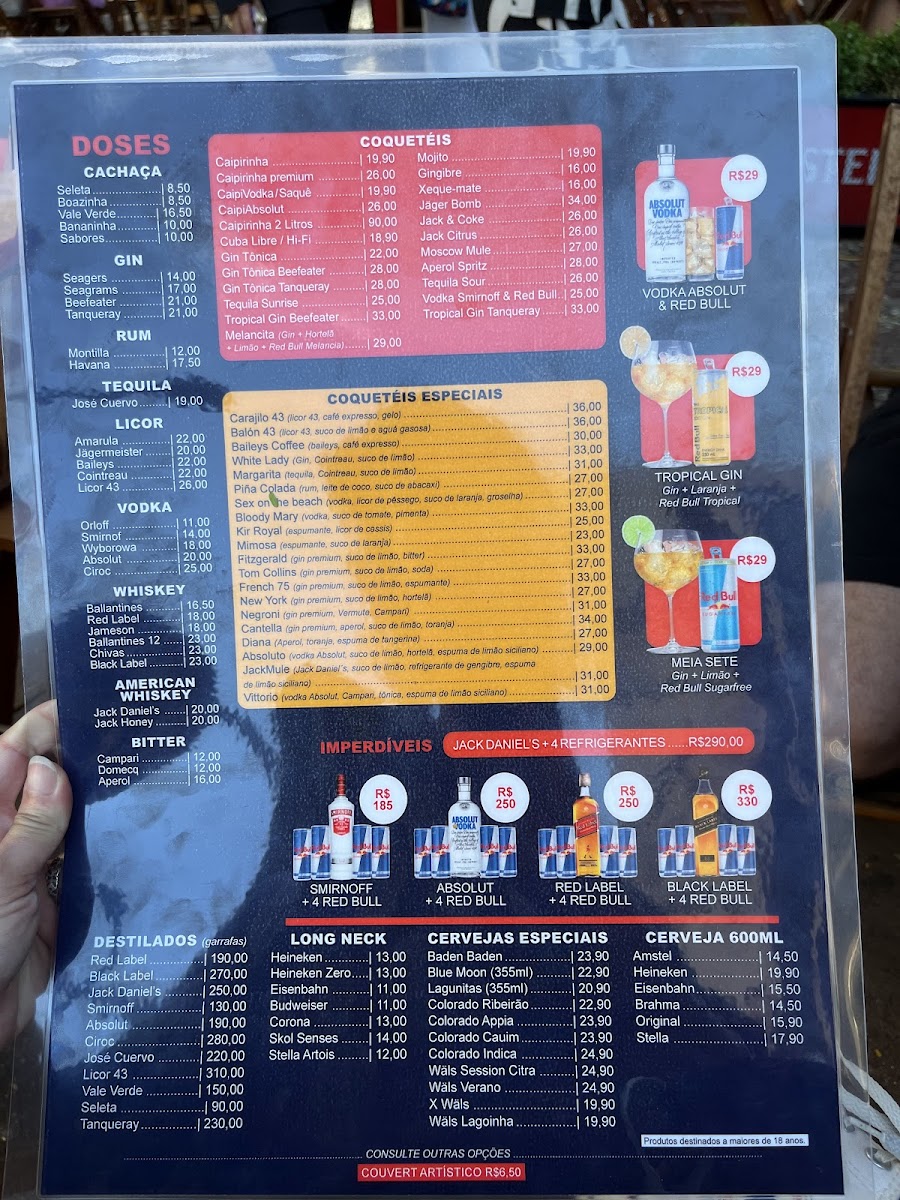 DOSES
CACHAÇA
Seleta 8,50
Boazinha 8,50
Vale Verde 16,50
Bananinha 10,00
Sabores 10,00
GIN
Seagers 14,00
Seagrams 17,00
Beefeater 21,00
Tanqueray 21,00
RUM
Montilla 12,00
Havana 17,50
TEQUILA
José Cuervo 19,00
LICOR
Amarula 22,00
Jägermeister 20,00
Baileys 22,00
Cointreau 22,00
Licor 43 26,00
VODKA
Orloff 11,00
Smirnof 14,00
Wyborowa 18,00
Absolut 20,00
Ciroc 25,00
WHISKEY
Ballantines 16,50
Red Label 18,00
Jameson 18,00
Ballantines 12 23,00
Chivas 23,00
Black Label 23,00
AMERICAN
WHISKEY
Jack Daniel's 20,00
Jack Honey 20,00
BITTER
Campari 12,00
Domecq 12,00
Aperol 16,00
COQUETÉIS
Caipirinha 19,90
Caipirinha premium 26,00
CaipiVodka/Saquê 19,90
CaipiAbsolut 26,00
Caipirinha 2 Litros 90,00
Cuba Libre / Hi-Fi 18,90
Gin Tônica 22,00
Gin Tônica Beefeater 28,00
Gin Tônica Tanqueray 28,00
Tequila Sunrise 25,00
Tropical Gin Beefeater 33,00
Melancita (Gin + Hortelã
+ Limão + Red Bull Melancia) 29,00
Mojito 19,90
Gingibre 16,00
Xeque-mate 16,00
Jager Bomb 34,00
Jack & Coke 26,00
Jack Citrus 26,00
Moscow Mule 27,00
Aperol Spritz 28,00
Tequila Sour 26,00
Vodka Smirnoff & Red Bull 25,00
Tropical Gin Tanqueray 33,00
COQUETÉIS ESPECIAIS
Carajilo 43 (licor 43, café expresso, gelo) 36,00
Balón 43 (licor 43, suco de limão e aguá gasosa) 36,00
Baileys Coffee (baileys, café expresso) 30,00
White Lady (Gin, Cointreau, suco de limão) 33,00
Margarita (tequila, Cointreau, suco de limão) 31,00
Piña Colada (rum, leite de coco, suco de abacaxi) 27,00
Sex on the beach (vodka, licor de pêssego, suco de laranja, groselha) 27,00
Bloody Mary (vodka, suco de tomate, pimenta) 33,00
Kir Royal (espumante, licor de cassis) 25,00
Mimosa (espumante, suco de laranja) 23,00
Fitzgerald (gin premium, suco de limão, bitter) 33,00
Tom Collins (gin premium, suco de limão, soda) 27,00
French 75 (gin premium, suco de limão, espumante) 33,00
New York (gin premium, suco de limão, hortelã) 27,00
Negroni (gin premium, Vermute, Campari) 31,00
Cantella (gin premium, aperol, suco de limão, toranja) 34,00
Diana (Aperol, toranja, espuma de tangerina) 27,00
Absoluto (vodka Absolut, suco de limão, hortelã, espuma de limão siciliano) 29,00
JackMule (Jack Daniel's, suco de limão, refrigerante de gengibre, espuma
de limão siciliano) 31,00
Vittorio (vodka Absolut, Campari, tônica, espuma de limão siciliano) 31,00
R$29
ABSOLUT
VODKA
Red Bull
VODKA ABSOLUT
& RED BULL
R$29
TROPICAL GIN
Gin + Laranja +
Red Bull Tropical
R$29
Red Bull
MEIA SETE
Gin + Limão +
Red Bull Sugarfree
IMPERDÍVEIS
JACK DANIEL'S + 4 REFRIGERANTES R$290,00
R$
185
SMIRNOFF
+ 4 RED BULL
R$
250
ABSOLUT
VODKA
ABSOLUT
+ 4 RED BULL
R$
250
RED LABEL
+ 4 RED BULL
R$
330
BLACK LABEL
+ 4 RED BULL
DESTILADOS (garrafas)
Red Label 190,00
Black Label 270,00
Jack Daniel's 250,00
Smirnoff 130,00
Absolut 190,00
Ciroc 280,00
José Cuervo 220,00
Licor 43 310,00
Vale Verde 150,00
Seleta 90,00
Tanqueray 230,00
LONG NECK
Heineken 13,00
Heineken Zero 13,00
Eisenbahn 11,00
Budweiser 11,00
Corona 13,00
Skol Senses 14,00
Stella Artois 12,00
CERVEJAS ESPECIAIS
Baden Baden 23,90
Blue Moon (355ml) 22,90
Lagunitas (355ml) 20,90
Colorado Ribeirão 22,90
Colorado Appia 23,90
Colorado Cauim 23,90
Colorado Indica 24,90
Wäls Session Citra 24,90
Wäls Verano 24,90
X Wäls 19,90
Wäls Lagoinha 19,90
CERVEJA 600ML
Amstel 14,50
Heineken 19,90
Eisenbahn 15,50
Brahma 14,50
Original 15,90
Stella 17,90
Produtos destinados a maiores de 18 anos.
CONSULTE OUTRAS OPÇÕES
COUVERT ARTÍSTICO R$6,50